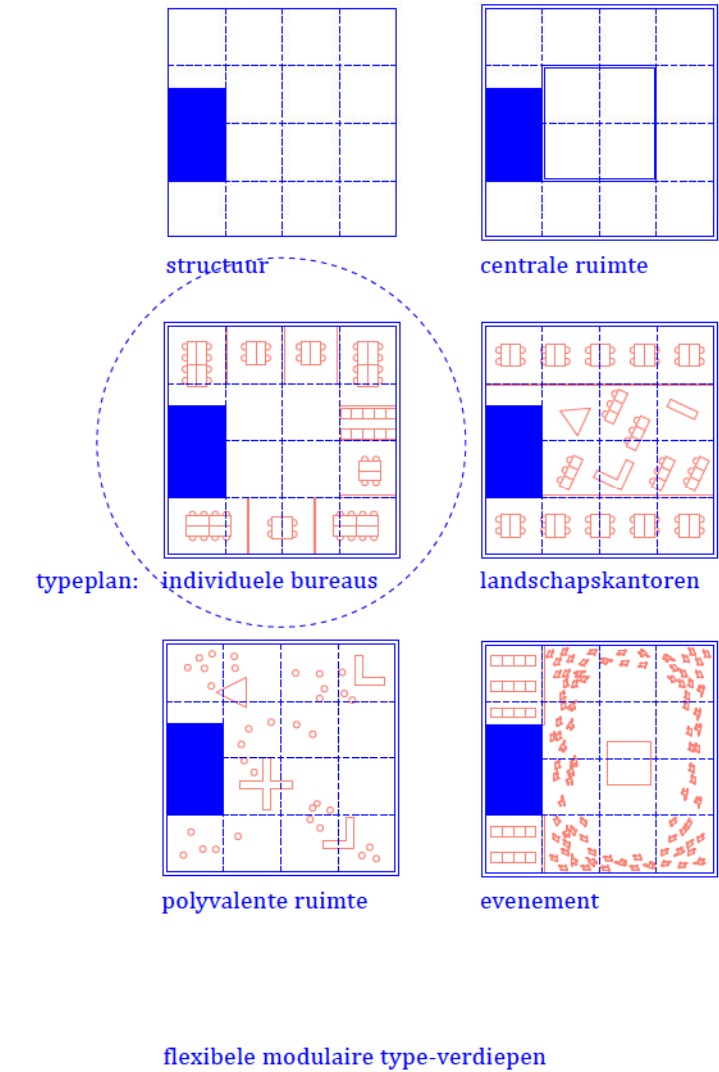 structuur
centrale ruimte
typeplan: individuele bureaus
landschapskantoren
polyvalente ruimte
evenement
flexibele modulaire type-verdiepen